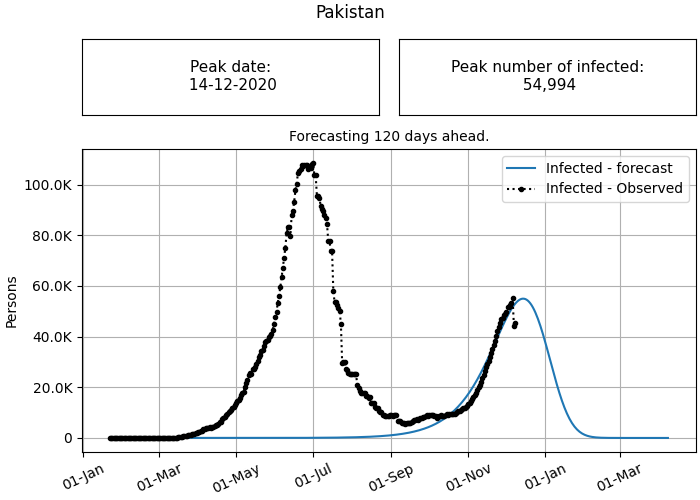 Pakistan
Peak date:
14-12-2020
Peak number of infected:
54,994
Forecasting 120 days ahead.
Infected - forecast
Infected - Observed
100.0K
80.0K
60.0K
40.0K
20.0K
0
Persons
01-Jan
01-Mar
01-May
01-Jul
01-Sep
01-Nov
01-Jan
01-Mar